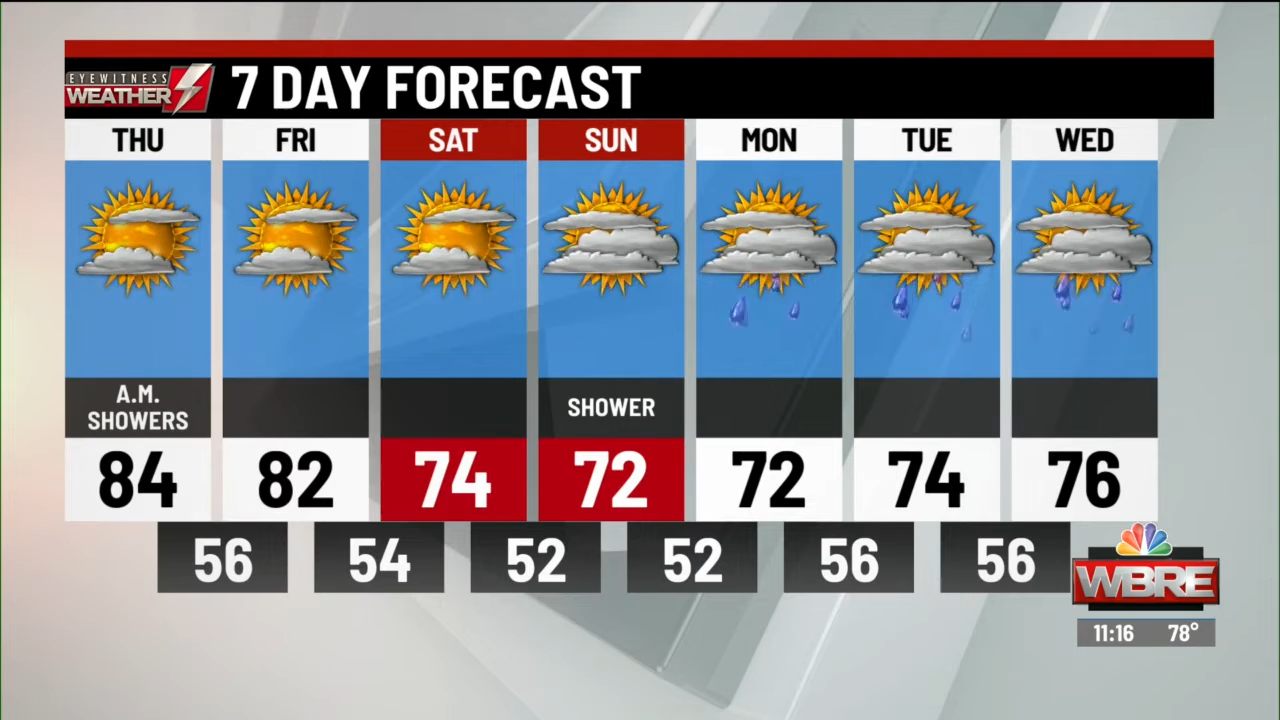 EYEWITNESS
WEATHER
7 DAY FORECAST
THU FRI SAT SUN MON TUE WED
A.M.
SHOWERS
SHOWER
84 82 74 72 72 74 76
56 54 52 52 56 56
WBRE
11:16 78°